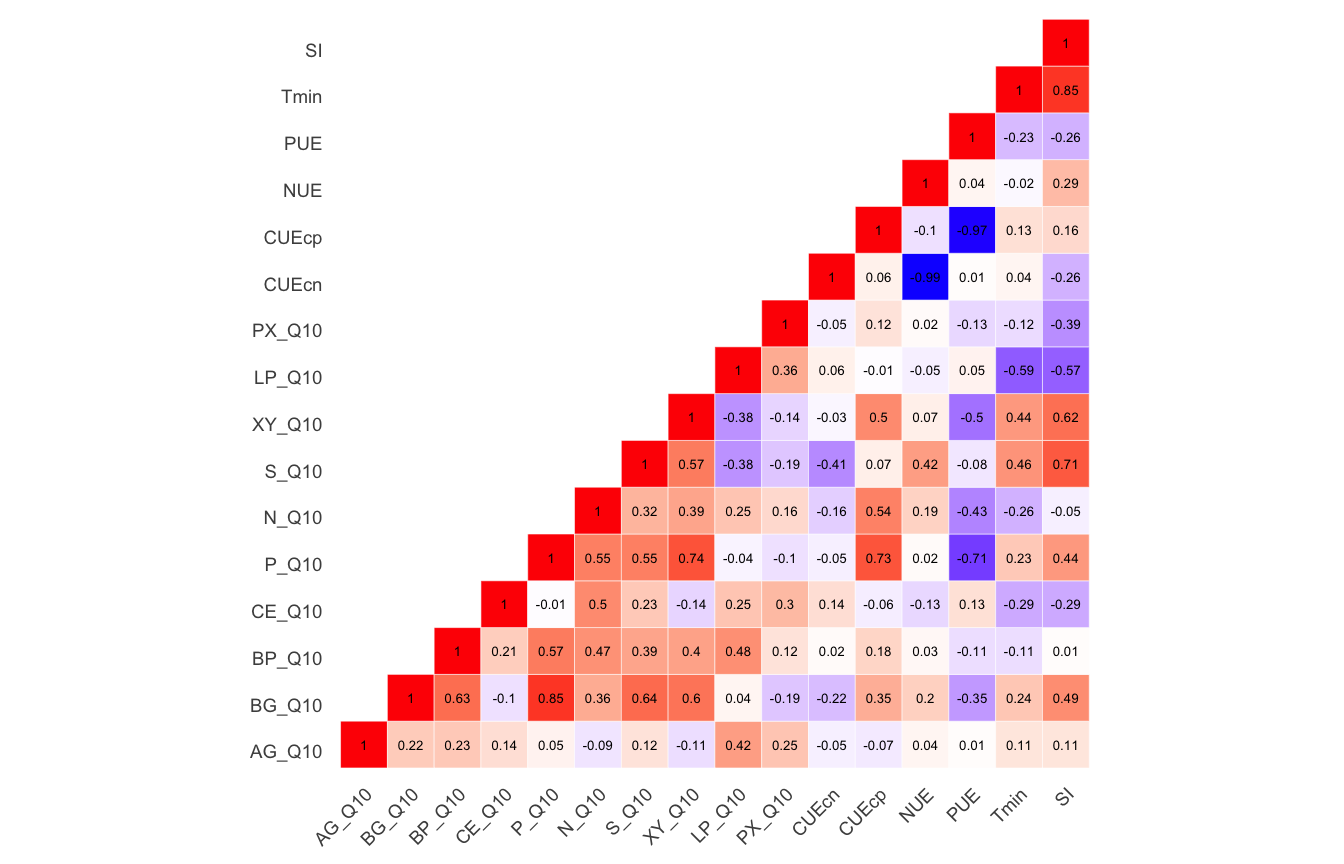 SI 1
Tmin 1 0.85
PUE 1 -0.23 -0.26
NUE 1 0.04 -0.02 0.29
CUEcp 1 -0.1 -0.97 0.13 0.16
CUEcn 1 0.06 -0.99 0.01 0.04 -0.26
PX_Q10 1 -0.05 0.12 0.02 -0.13 -0.12 -0.39
LP_Q10 1 0.36 0.06 -0.01 -0.05 0.05 -0.59 -0.57
XY_Q10 1 -0.38 -0.14 -0.03 0.5 0.07 -0.5 0.44 0.62
S_Q10 1 0.57 -0.38 -0.19 -0.41 0.07 0.42 -0.08 0.46 0.71
N_Q10 1 0.32 0.39 0.25 0.16 -0.16 0.54 0.19 -0.43 -0.26 -0.05
P_Q10 1 0.55 0.55 0.74 -0.04 -0.1 -0.05 0.73 0.02 -0.71 0.23 0.44
CE_Q10 1 -0.01 0.5 0.23 -0.14 0.25 0.3 0.14 -0.06 -0.13 0.13 -0.29 -0.29
BP_Q10 1 0.21 0.57 0.47 0.39 0.4 0.48 0.12 0.02 0.18 0.03 -0.11 -0.11 0.01
BG_Q10 1 0.63 -0.1 0.85 0.36 0.64 0.6 0.04 -0.19 -0.22 0.35 0.2 -0.35 0.24 0.49
AG_Q10 1 0.22 0.23 0.14 0.05 -0.09 0.12 -0.11 0.42 0.25 -0.05 -0.07 0.04 0.01 0.11 0.11
AG_Q10 BG_Q10 BP_Q10 CE_Q10 P_Q10 N_Q10 S_Q10 XY_Q10 LP_Q10 PX_Q10 CUEcn CUEcp NUE PUE Tmin SI